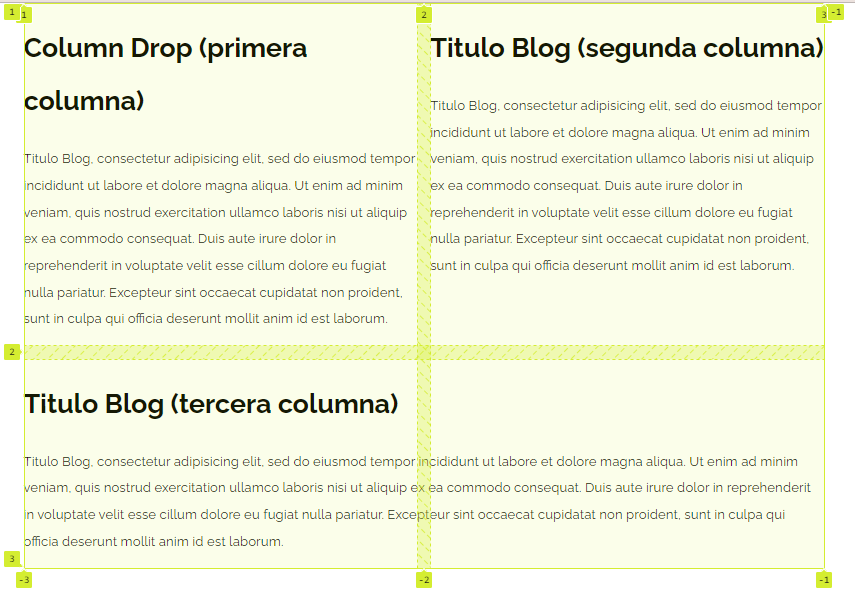 1
1
2
3
-1
Column Drop (primera
columna)
Titulo Blog, consectetur adipisicing elit, sed do eiusmod tempor
incididunt ut labore et dolore magna aliqua. Ut enim ad minim
veniam, quis nostrud exercitation ullamco laboris nisi ut aliquip
ex ea commodo consequat. Duis aute irure dolor in
reprehenderit in voluptate velit esse cillum dolore eu fugiat
nulla pariatur. Excepteur sint occaecat cupidatat non proident,
sunt in culpa qui officia deserunt mollit anim id est laborum.
Titulo Blog (segunda columna)
Titulo Blog, consectetur adipisicing elit, sed do eiusmod tempor
incididunt ut labore et dolore magna aliqua. Ut enim ad minim
veniam, quis nostrud exercitation ullamco laboris nisi ut aliquip
ex ea commodo consequat. Duis aute irure dolor in
reprehenderit in voluptate velit esse cillum dolore eu fugiat
nulla pariatur. Excepteur sint occaecat cupidatat non proident,
sunt in culpa qui officia deserunt mollit anim id est laborum.
2
Titulo Blog (tercera columna)
Titulo Blog, consectetur adipisicing elit, sed do eiusmod tempor incididunt ut labore et dolore magna aliqua. Ut enim ad minim
veniam, quis nostrud exercitation ullamco laboris nisi ut aliquip ex ea commodo consequat. Duis aute irure dolor in reprehenderit
in voluptate velit esse cillum dolore eu fugiat nulla pariatur. Excepteur sint occaecat cupidatat non proident, sunt in culpa qui
officia deserunt mollit anim id est laborum.
3
-3
-2
-1